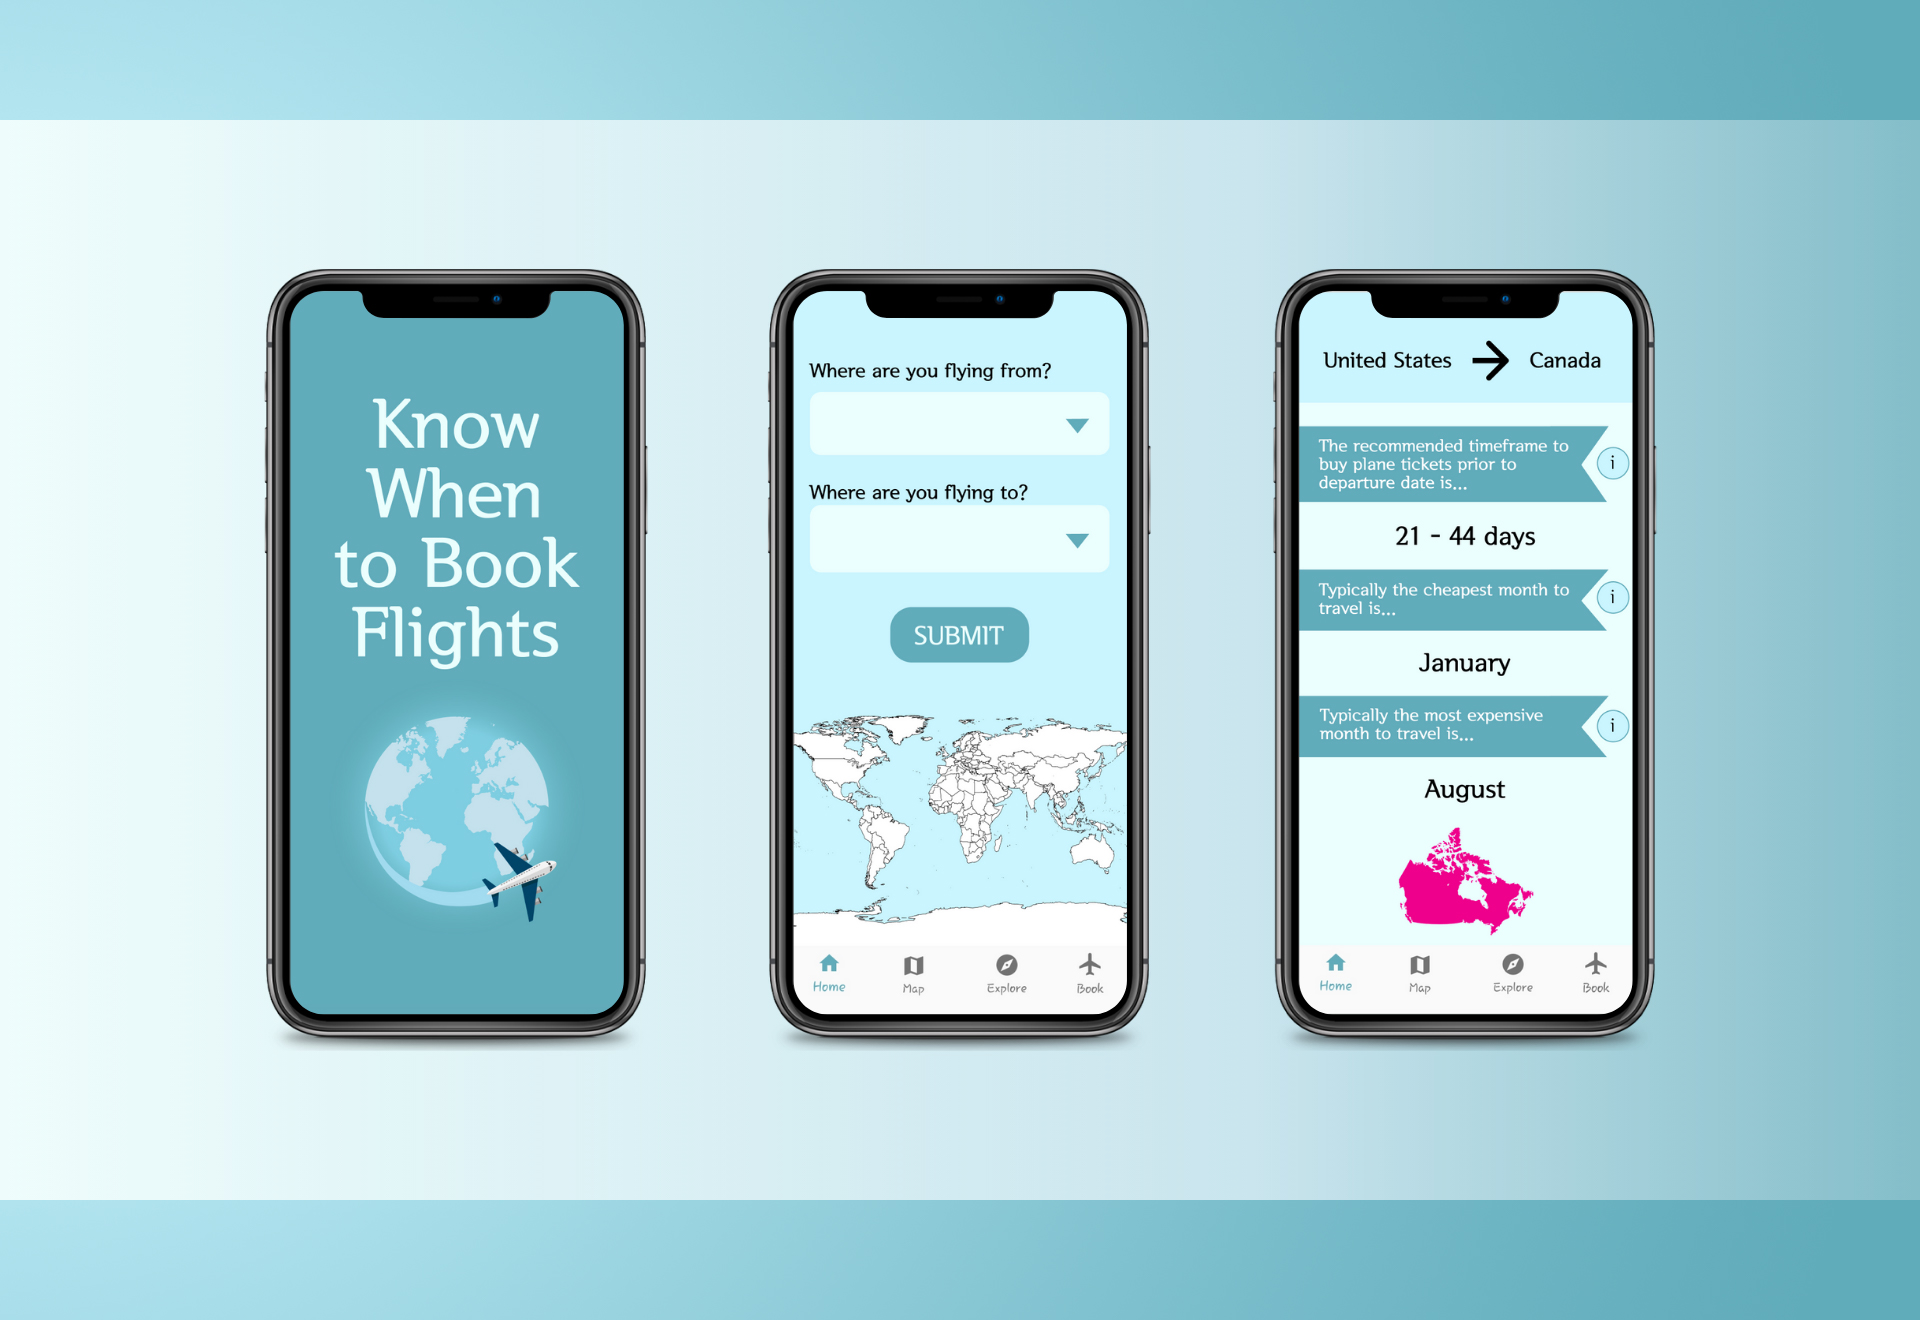 Know
When
to Book
Flights
Where are you flying from?
Where are you flying to?
SUBMIT
Home
Map
Explore
Book
United States
Canada
The recommended timeframe to
buy plane tickets prior to
departure date is...
i
21 - 44 days
Typically the cheapest month to
travel is...
i
January
Typically the most expensive
month to travel is...
i
August
Home
Map
Explore
Book